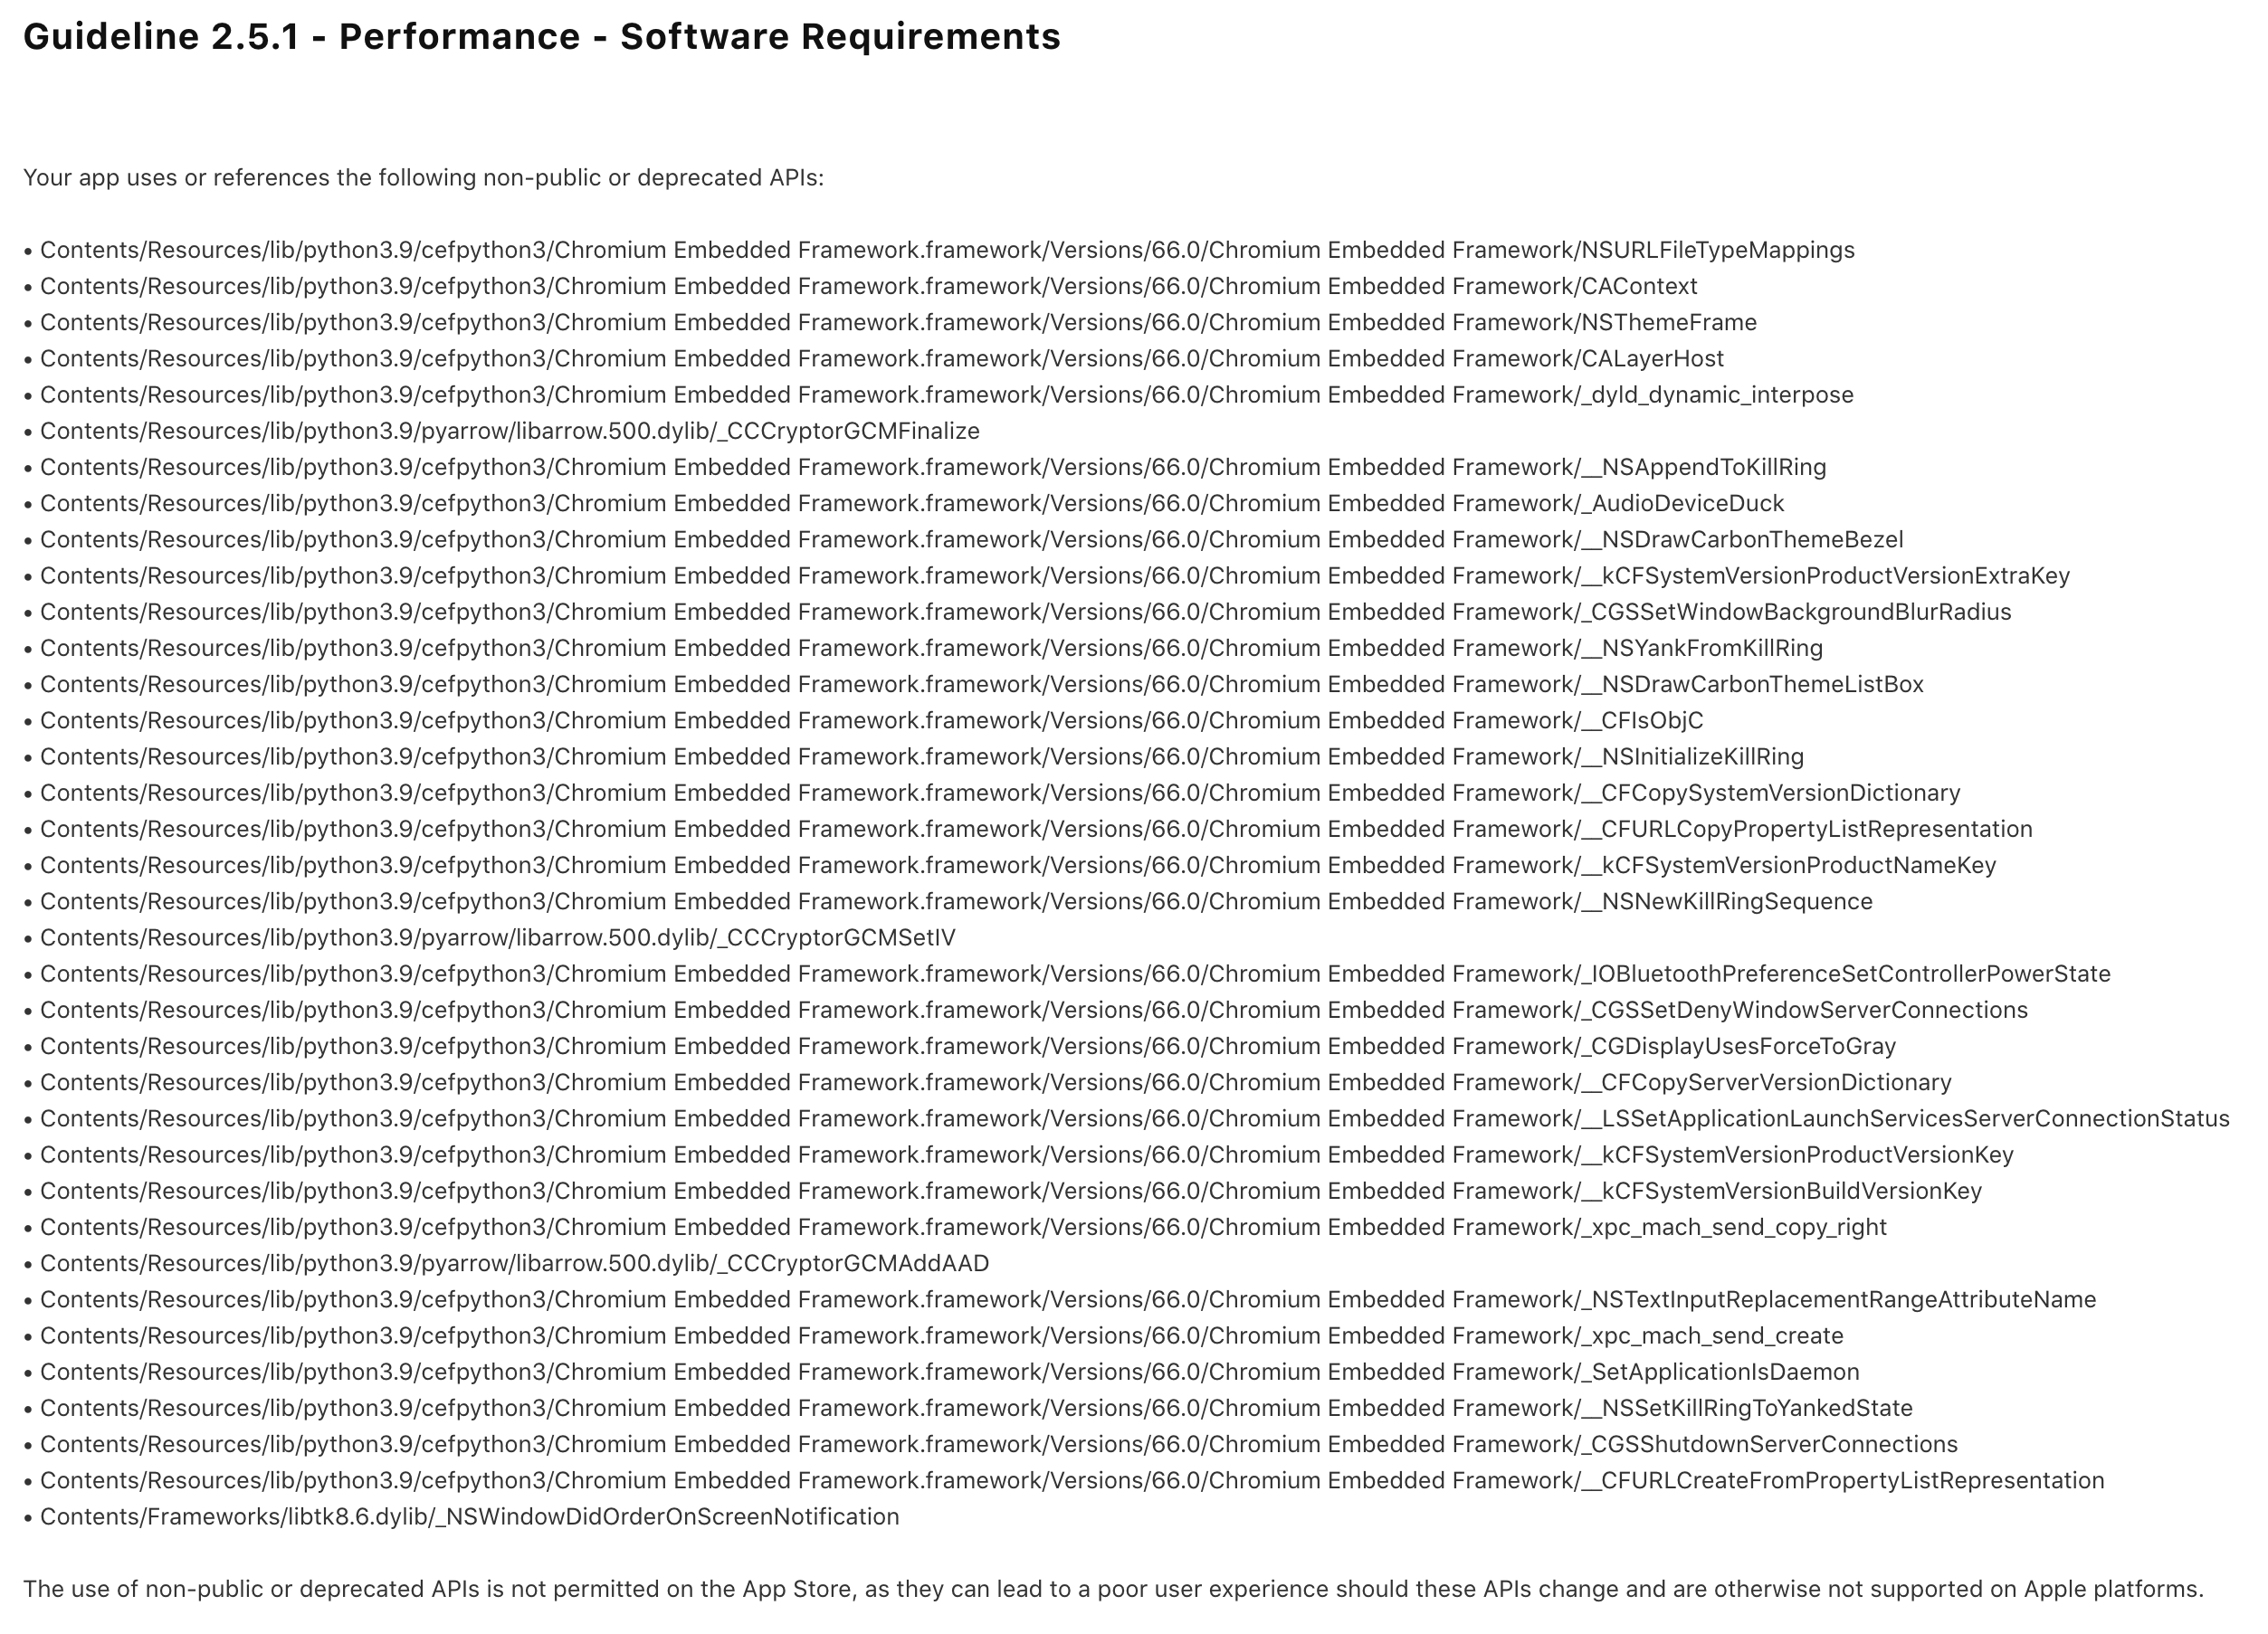 Guideline 2.5.1 - Performance - Software Requirements
Your app uses or references the following non-public or deprecated APIs:
• Contents/Resources/lib/python3.9/cefpython3/Chromium Embedded Framework.framework/Versions/66.0/Chromium Embedded Framework/NSURLFileTypeMappings
• Contents/Resources/lib/python3.9/cefpython3/Chromium Embedded Framework.framework/Versions/66.0/Chromium Embedded Framework/CAContext
• Contents/Resources/lib/python3.9/cefpython3/Chromium Embedded Framework.framework/Versions/66.0/Chromium Embedded Framework/NSThemeFrame
• Contents/Resources/lib/python3.9/cefpython3/Chromium Embedded Framework.framework/Versions/66.0/Chromium Embedded Framework/CALayerHost
• Contents/Resources/lib/python3.9/cefpython3/Chromium Embedded Framework.framework/Versions/66.0/Chromium Embedded Framework/_dyld_dynamic_interpose
• Contents/Resources/lib/python3.9/pyarrow/libarrow.500.dylib/_CCCryptorGCMFinalize
• Contents/Resources/lib/python3.9/cefpython3/Chromium Embedded Framework.framework/Versions/66.0/Chromium Embedded Framework/__NSAppendToKillRing
• Contents/Resources/lib/python3.9/cefpython3/Chromium Embedded Framework.framework/Versions/66.0/Chromium Embedded Framework/_AudioDeviceDuck
• Contents/Resources/lib/python3.9/cefpython3/Chromium Embedded Framework.framework/Versions/66.0/Chromium Embedded Framework/__NSDrawCarbonThemeBezel
• Contents/Resources/lib/python3.9/cefpython3/Chromium Embedded Framework.framework/Versions/66.0/Chromium Embedded Framework/__kCFSystemVersionProductVersionExtraKey
• Contents/Resources/lib/python3.9/cefpython3/Chromium Embedded Framework.framework/Versions/66.0/Chromium Embedded Framework/_CGSSetWindowBackgroundBlurRadius
• Contents/Resources/lib/python3.9/cefpython3/Chromium Embedded Framework.framework/Versions/66.0/Chromium Embedded Framework/__NSYankFromKillRing
• Contents/Resources/lib/python3.9/cefpython3/Chromium Embedded Framework.framework/Versions/66.0/Chromium Embedded Framework/__NSDrawCarbonThemeListBox
• Contents/Resources/lib/python3.9/cefpython3/Chromium Embedded Framework.framework/Versions/66.0/Chromium Embedded Framework/__CFIsObjC
• Contents/Resources/lib/python3.9/cefpython3/Chromium Embedded Framework.framework/Versions/66.0/Chromium Embedded Framework/__NSInitializeKillRing
• Contents/Resources/lib/python3.9/cefpython3/Chromium Embedded Framework.framework/Versions/66.0/Chromium Embedded Framework/__CFCopySystemVersionDictionary
• Contents/Resources/lib/python3.9/cefpython3/Chromium Embedded Framework.framework/Versions/66.0/Chromium Embedded Framework/__CFURLCopyPropertyListRepresentation
• Contents/Resources/lib/python3.9/cefpython3/Chromium Embedded Framework.framework/Versions/66.0/Chromium Embedded Framework/__kCFSystemVersionProductNameKey
• Contents/Resources/lib/python3.9/cefpython3/Chromium Embedded Framework.framework/Versions/66.0/Chromium Embedded Framework/__NSNewKillRingSequence
• Contents/Resources/lib/python3.9/pyarrow/libarrow.500.dylib/_CCCryptorGCMSetIV
• Contents/Resources/lib/python3.9/cefpython3/Chromium Embedded Framework.framework/Versions/66.0/Chromium Embedded Framework/_IOBluetoothPreferenceSetControllerPowerState
• Contents/Resources/lib/python3.9/cefpython3/Chromium Embedded Framework.framework/Versions/66.0/Chromium Embedded Framework/_CGSSetDenyWindowServerConnections
• Contents/Resources/lib/python3.9/cefpython3/Chromium Embedded Framework.framework/Versions/66.0/Chromium Embedded Framework/_CGDisplayUsesForceToGray
• Contents/Resources/lib/python3.9/cefpython3/Chromium Embedded Framework.framework/Versions/66.0/Chromium Embedded Framework/__CFCopyServerVersionDictionary
• Contents/Resources/lib/python3.9/cefpython3/Chromium Embedded Framework.framework/Versions/66.0/Chromium Embedded Framework/__LSSetApplicationLaunchServicesServerConnectionStatus
• Contents/Resources/lib/python3.9/cefpython3/Chromium Embedded Framework.framework/Versions/66.0/Chromium Embedded Framework/__kCFSystemVersionProductVersionKey
• Contents/Resources/lib/python3.9/cefpython3/Chromium Embedded Framework.framework/Versions/66.0/Chromium Embedded Framework/__kCFSystemVersionBuildVersionKey
• Contents/Resources/lib/python3.9/cefpython3/Chromium Embedded Framework.framework/Versions/66.0/Chromium Embedded Framework/_xpc_mach_send_copy_right
• Contents/Resources/lib/python3.9/pyarrow/libarrow.500.dylib/_CCCryptorGCMAddAAD
• Contents/Resources/lib/python3.9/cefpython3/Chromium Embedded Framework.framework/Versions/66.0/Chromium Embedded Framework/_NSTextInputReplacementRangeAttributeName
• Contents/Resources/lib/python3.9/cefpython3/Chromium Embedded Framework.framework/Versions/66.0/Chromium Embedded Framework/_xpc_mach_send_create
• Contents/Resources/lib/python3.9/cefpython3/Chromium Embedded Framework.framework/Versions/66.0/Chromium Embedded Framework/_SetApplicationIsDaemon
• Contents/Resources/lib/python3.9/cefpython3/Chromium Embedded Framework.framework/Versions/66.0/Chromium Embedded Framework/__NSSetKillRingToYankedState
• Contents/Resources/lib/python3.9/cefpython3/Chromium Embedded Framework.framework/Versions/66.0/Chromium Embedded Framework/_CGSShutdownServerConnections
• Contents/Resources/lib/python3.9/cefpython3/Chromium Embedded Framework.framework/Versions/66.0/Chromium Embedded Framework/__CFURLCreateFromPropertyListRepresentation
• Contents/Frameworks/libtk8.6.dylib/_NSWindowDidOrderOnScreenNotification
The use of non-public or deprecated APIs is not permitted on the App Store, as they can lead to a poor user experience should these APIs change and are otherwise not supported on Apple platforms.